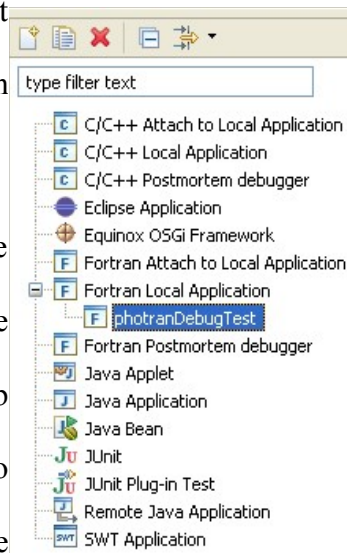 type filter text
C/C++ Attach to Local Application
C/C++ Local Application
C/C++ Postmortem debugger
Eclipse Application
Equinox OSGi Framework
Fortran Attach to Local Application
Fortran Local Application
photranDebugTest
Fortran Postmortem debugger
Java Applet
Java Application
Java Bean
JUnit
JUnit Plug-in Test
Remote Java Application
SWT Application